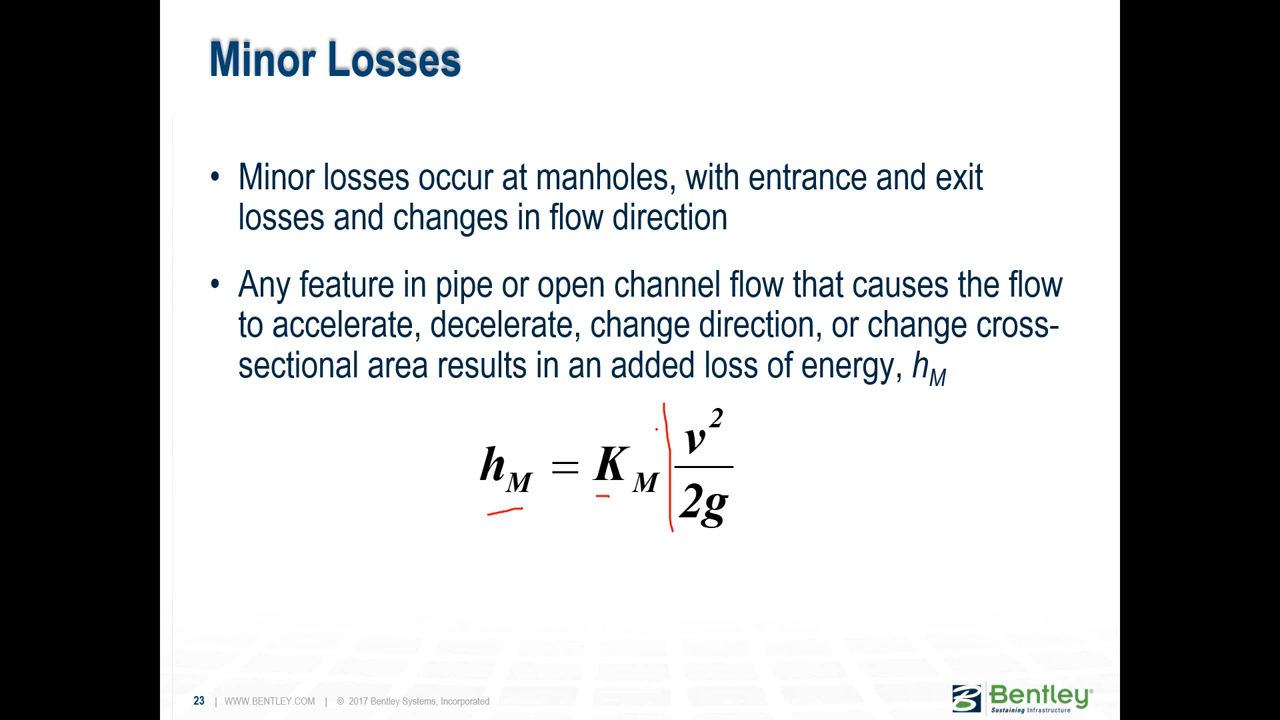 Minor Losses
• Minor losses occur at manholes, with entrance and exit
losses and changes in flow direction
• Any feature in pipe or open channel flow that causes the flow
to accelerate, decelerate, change direction, or change cross-
sectional area results in an added loss of energy, h_M
h_M = K_M v²/2g
23 | WWW.BENTLEY.COM | © 2017 Bentley Systems, Incorporated
Bentley®
Sustaining Infrastructure